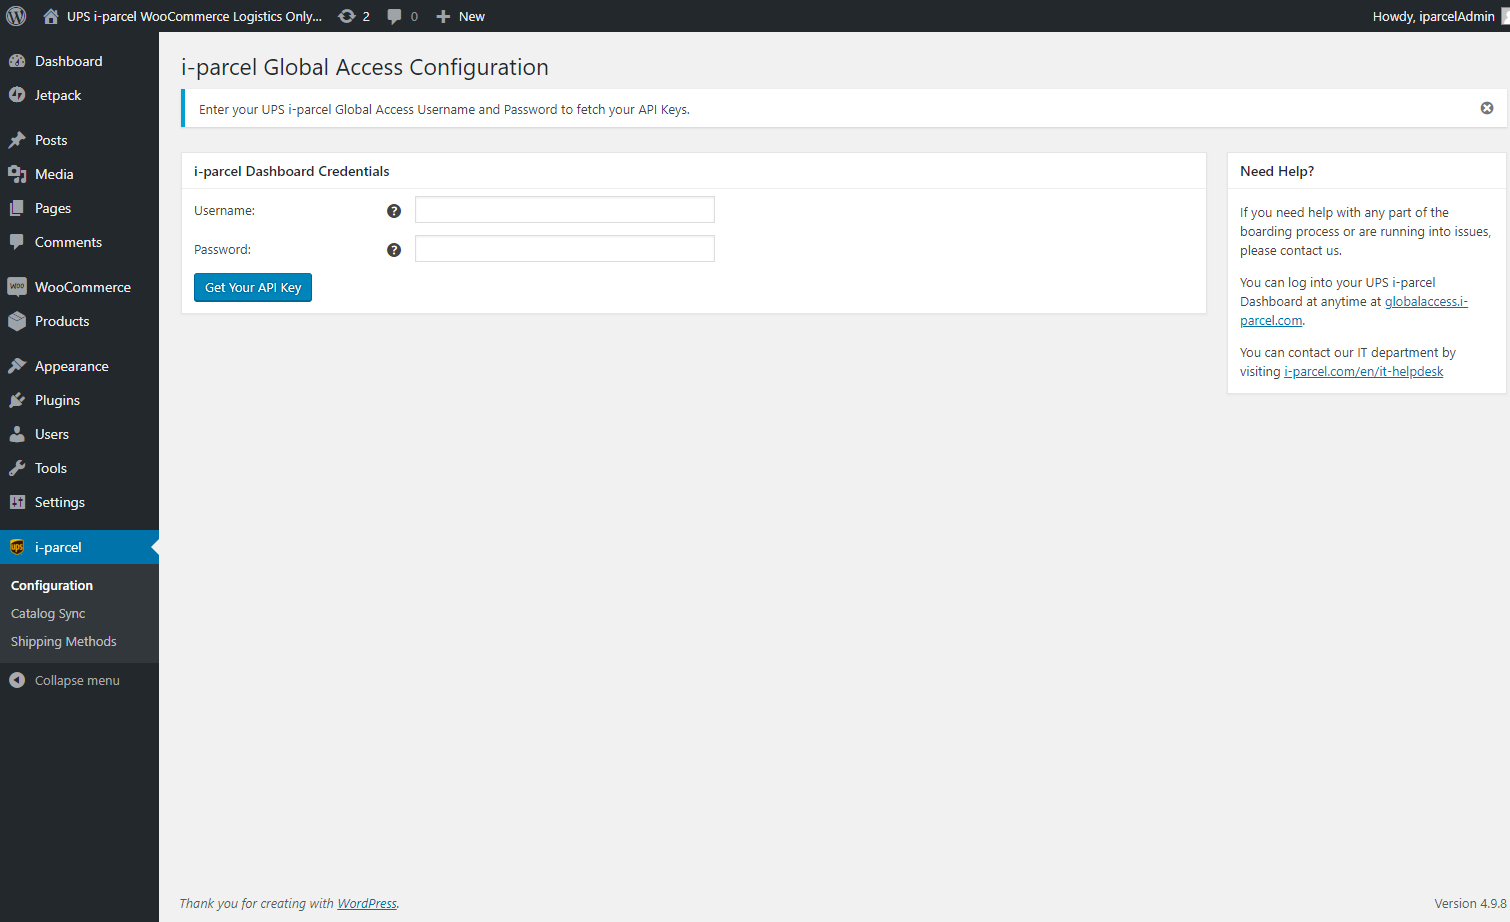 UPS i-parcel WooCommerce Logistics Only... 2 0 New Howdy, iparcelAdmin
Dashboard
Jetpack
Posts
Media
Pages
Comments
WOO WooCommerce
Products
Appearance
Plugins
Users
Tools
Settings
ups i-parcel
Configuration
Catalog Sync
Shipping Methods
Collapse menu
i-parcel Global Access Configuration
Enter your UPS i-parcel Global Access Username and Password to fetch your API Keys.
i-parcel Dashboard Credentials
Username: ?
Password: ?
Get Your API Key
Need Help?
If you need help with any part of the
boarding process or are running into issues,
please contact us.
You can log into your UPS i-parcel
Dashboard at anytime at globalaccess.i-
parcel.com.
You can contact our IT department by
visiting i-parcel.com/en/it-helpdesk
Thank you for creating with WordPress.
Version 4.9.8